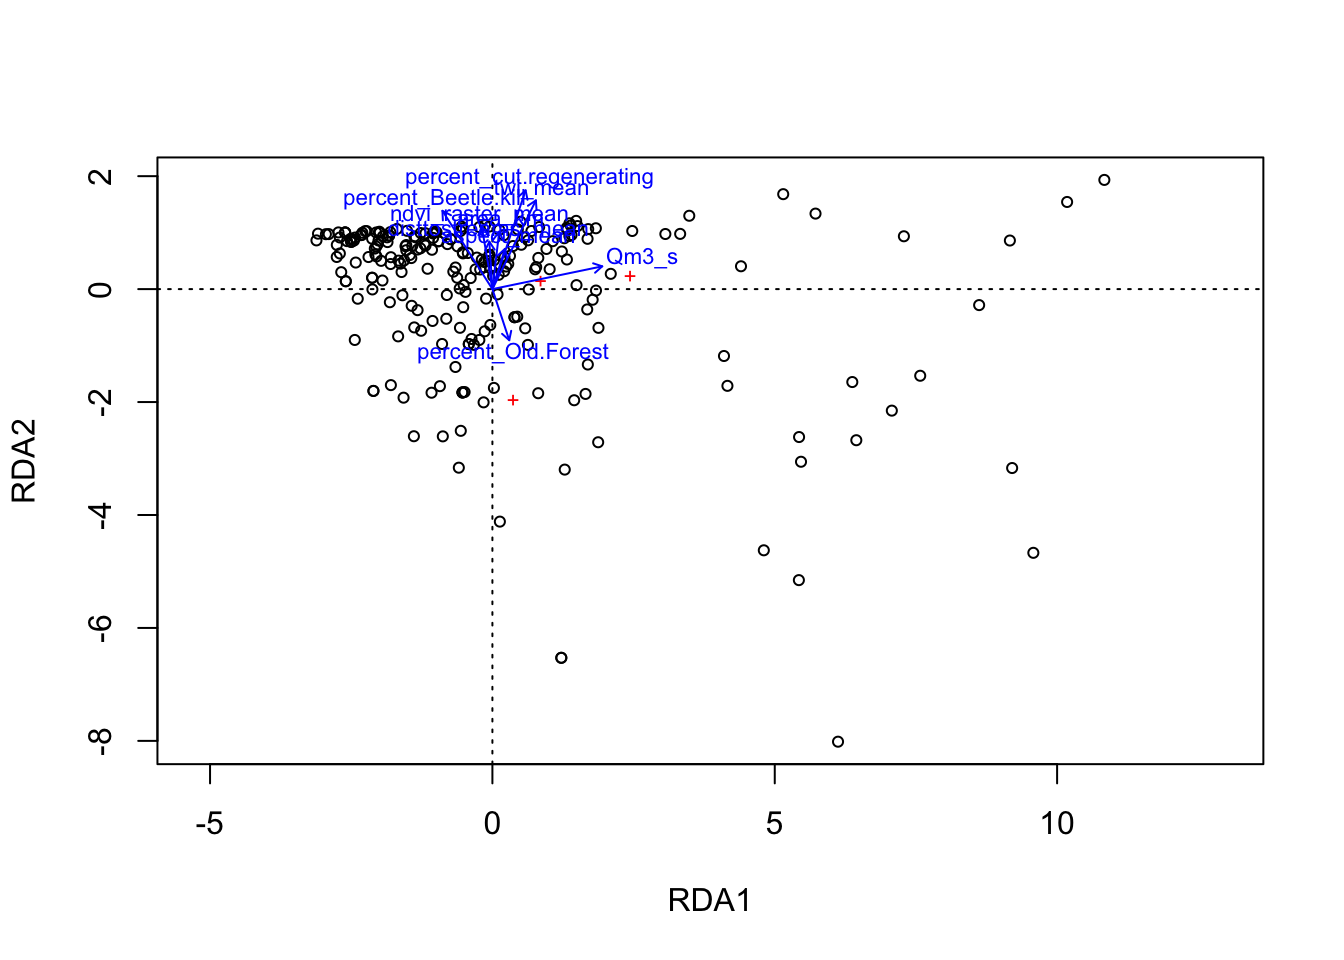 percent_cut.regenerating
twi_mean
percent_Beetle.kill
ndvi_raster_mean
Qm3_s
percent_Old.Forest
2
0
-2
-4
-6
-8
RDA2
-5 0 5 10
RDA1